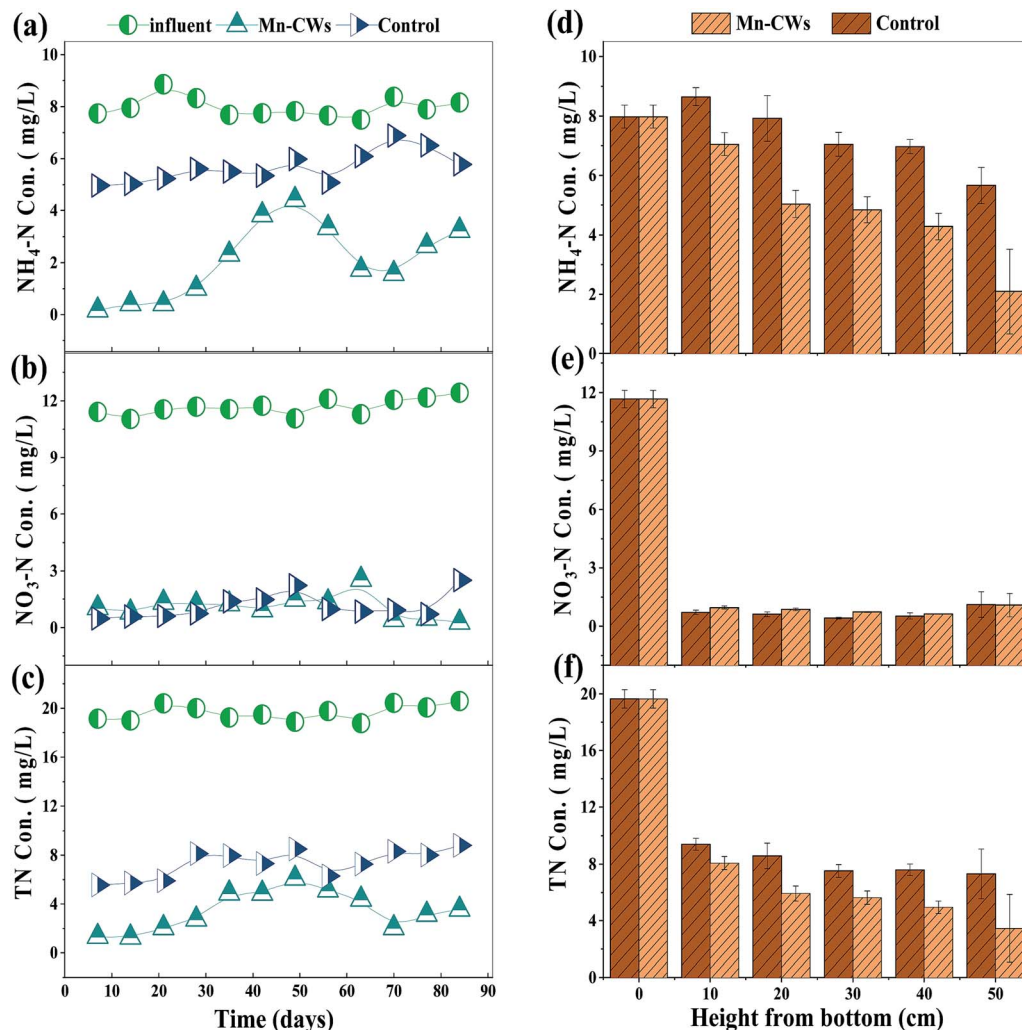 (a) influent Mn-CWs Control
NH₄-N Con. ( mg/L)
10
8
6
4
2
0
(b)
NO₃-N Con. ( mg/L)
12
9
6
3
0
(c)
TN Con. ( mg/L)
20
16
12
8
4
0
0 10 20 30 40 50 60 70 80 90
Time (days)
(d) Mn-CWs Control
NH₄-N Con. ( mg/L)
10
8
6
4
2
0
(e)
NO₃-N Con. ( mg/L)
12
9
6
3
0
(f)
TN Con. ( mg/L)
20
16
12
8
4
0
0 10 20 30 40 50
Height from bottom (cm)